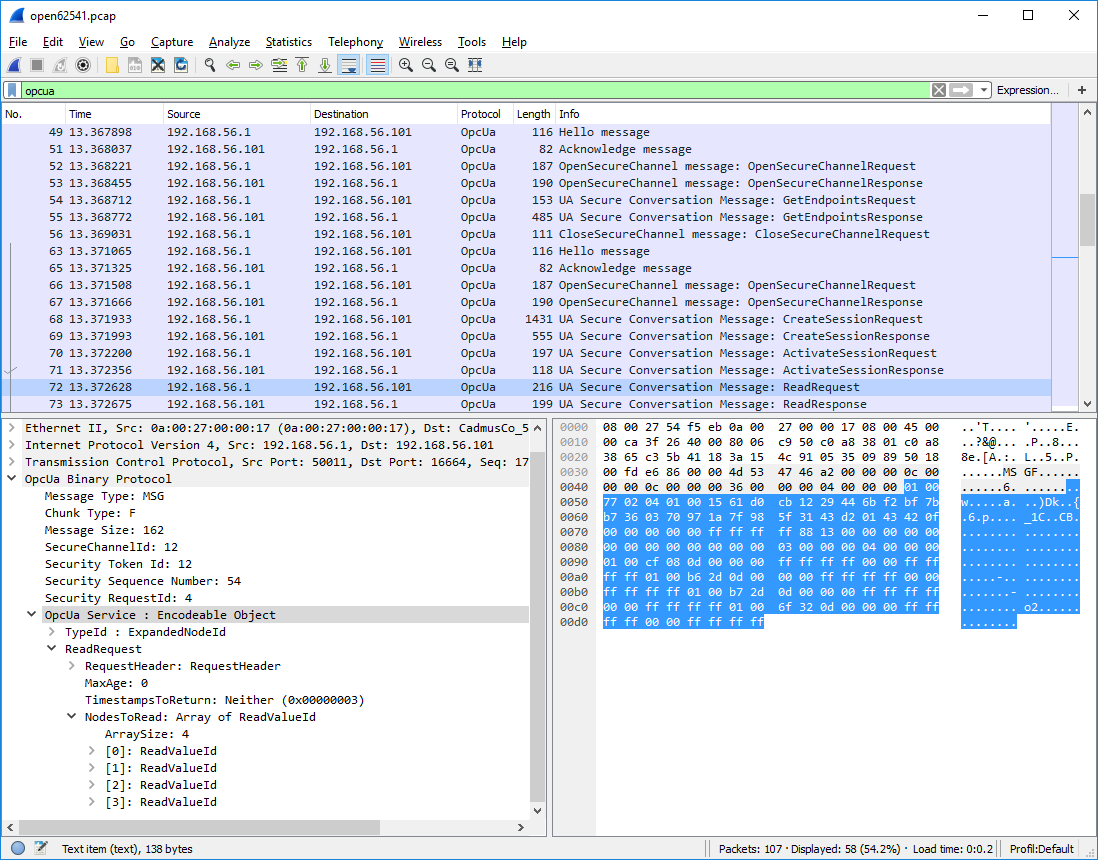 open62541.pcap
File Edit View Go Capture Analyze Statistics Telephony Wireless Tools Help
opcua Expression... +
No. Time Source Destination Protocol Length Info
49 13.367898 192.168.56.1 192.168.56.101 OpcUa 116 Hello message
51 13.368037 192.168.56.101 192.168.56.1 OpcUa 82 Acknowledge message
52 13.368221 192.168.56.1 192.168.56.101 OpcUa 187 OpenSecureChannel message: OpenSecureChannelRequest
53 13.368455 192.168.56.101 192.168.56.1 OpcUa 190 OpenSecureChannel message: OpenSecureChannelResponse
54 13.368712 192.168.56.1 192.168.56.101 OpcUa 153 UA Secure Conversation Message: GetEndpointsRequest
55 13.368772 192.168.56.101 192.168.56.1 OpcUa 485 UA Secure Conversation Message: GetEndpointsResponse
56 13.369031 192.168.56.1 192.168.56.101 OpcUa 111 CloseSecureChannel message: CloseSecureChannelRequest
63 13.371065 192.168.56.1 192.168.56.101 OpcUa 116 Hello message
65 13.371325 192.168.56.101 192.168.56.1 OpcUa 82 Acknowledge message
66 13.371508 192.168.56.1 192.168.56.101 OpcUa 187 OpenSecureChannel message: OpenSecureChannelRequest
67 13.371666 192.168.56.101 192.168.56.1 OpcUa 190 OpenSecureChannel message: OpenSecureChannelResponse
68 13.371933 192.168.56.1 192.168.56.101 OpcUa 1431 UA Secure Conversation Message: CreateSessionRequest
69 13.371993 192.168.56.101 192.168.56.1 OpcUa 555 UA Secure Conversation Message: CreateSessionResponse
70 13.372200 192.168.56.1 192.168.56.101 OpcUa 197 UA Secure Conversation Message: ActivateSessionRequest
71 13.372356 192.168.56.101 192.168.56.1 OpcUa 118 UA Secure Conversation Message: ActivateSessionResponse
72 13.372628 192.168.56.1 192.168.56.101 OpcUa 216 UA Secure Conversation Message: ReadRequest
73 13.372675 192.168.56.101 192.168.56.1 OpcUa 199 UA Secure Conversation Message: ReadResponse
Ethernet II, Src: 0a:00:27:00:00:17 (0a:00:27:00:00:17), Dst: CadmusCo_5
Internet Protocol Version 4, Src: 192.168.56.1, Dst: 192.168.56.101
Transmission Control Protocol, Src Port: 50011, Dst Port: 16664, Seq: 17
OpcUa Binary Protocol
Message Type: MSG
Chunk Type: F
Message Size: 162
SecureChannelId: 12
Security Token Id: 12
Security Sequence Number: 54
Security RequestId: 4
OpcUa Service : Encodeable Object
TypeId : ExpandedNodeId
ReadRequest
RequestHeader: RequestHeader
MaxAge: 0
TimestampsToReturn: Neither (0x00000003)
NodesToRead: Array of ReadValueId
ArraySize: 4
[0]: ReadValueId
[1]: ReadValueId
[2]: ReadValueId
[3]: ReadValueId
0000 08 00 27 54 f5 eb 0a 00 27 00 00 17 08 00 45 00 ..'T.... '.....E.
0010 00 ca 3f 26 40 00 80 06 c9 50 c0 a8 38 01 c0 a8 ..?&@... .P..8...
0020 38 65 c3 5b 41 18 3a 15 4c 91 05 35 09 89 50 18 8e.[A.:. L..5..P.
0030 00 fd e6 86 00 00 4d 53 47 46 a2 00 00 00 0c 00 ......MS GF......
0040 00 00 0c 00 00 00 36 00 00 00 04 00 00 00 01 00 ......6. ........
0050 77 02 04 01 00 15 61 d0 cb 12 29 44 6b f2 bf 7b w.....a. ..)Dk..{
0060 b7 36 03 70 97 1a 7f 98 5f 31 43 d2 01 43 42 0f .6.p.... _1C..CB.
0070 00 00 00 00 00 ff ff ff ff 88 13 00 00 00 00 00 ........ ........
0080 00 00 00 00 00 00 00 00 03 00 00 00 04 00 00 00 ........ ........
0090 01 00 cf 08 0d 00 00 00 ff ff ff ff 00 00 ff ff ........ ........
00a0 ff ff 01 00 b6 2d 0d 00 00 00 ff ff ff ff 00 00 .....-.. ........
00b0 ff ff ff ff 01 00 b7 2d 0d 00 00 00 ff ff ff ff .......- ........
00c0 00 00 ff ff ff ff 01 00 6f 32 0d 00 00 00 ff ff ........ o2......
00d0 ff ff 00 00 ff ff ff ff ........
Text item (text), 138 bytes Packets: 107 · Displayed: 58 (54.2%) · Load time: 0:0.2 Profil:Default